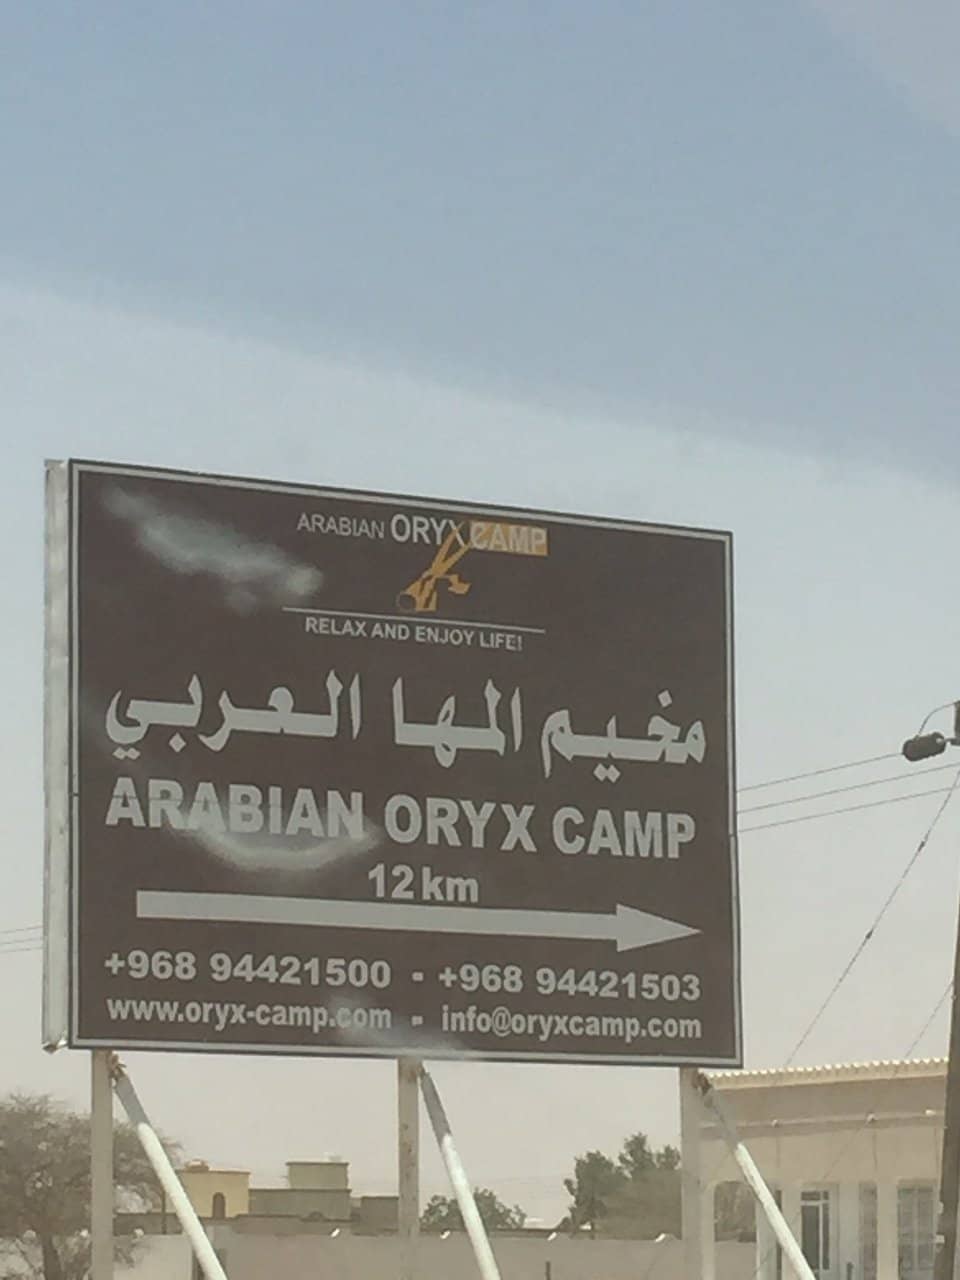 ARABIAN ORYX CAMP
RELAX AND ENJOY LIFE!
مخيم المها العربي
ARABIAN ORYX CAMP
12 km
+968 94421500 - +968 94421503
www.oryx-camp.com - info@oryxcamp.com